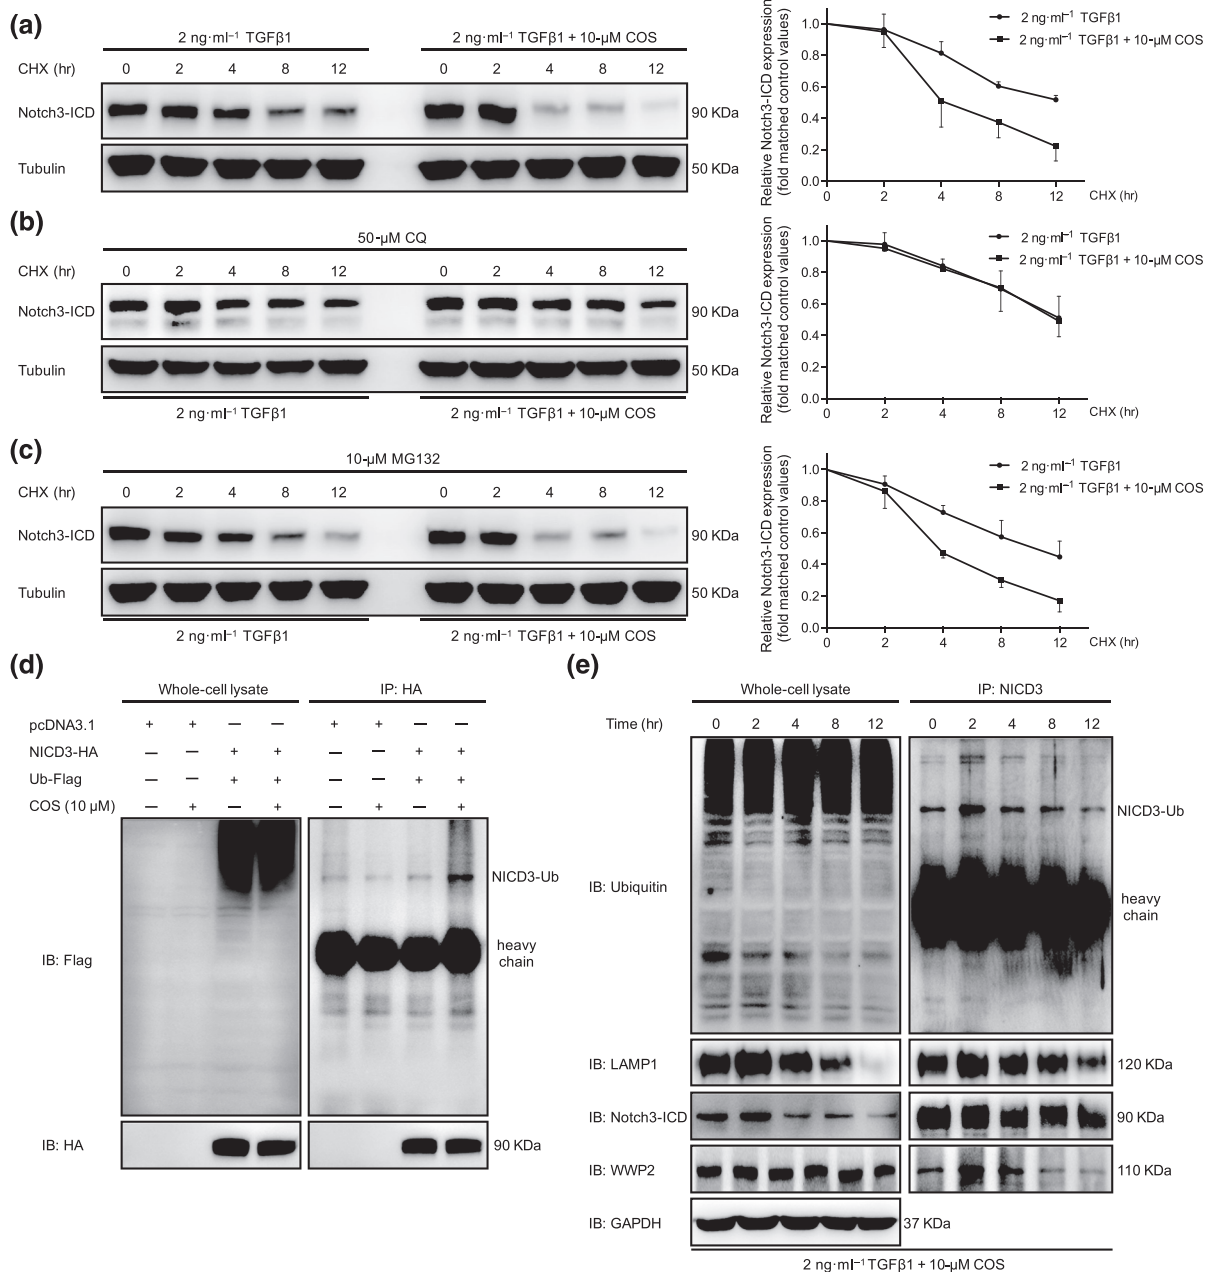 (a)
2 ng·ml⁻¹ TGFβ1
2 ng·ml⁻¹ TGFβ1 + 10-µM COS
CHX (hr)
0 2 4 8 12
0 2 4 8 12
Notch3-ICD
90 KDa
Tubulin
50 KDa
Relative Notch3-ICD expression
(fold matched control values)
1.0
0.8
0.6
0.4
0.2
0.0
0 2 4 8 12
CHX (hr)
2 ng·ml⁻¹ TGFβ1
2 ng·ml⁻¹ TGFβ1 + 10-µM COS
(b)
50-µM CQ
CHX (hr)
0 2 4 8 12
0 2 4 8 12
Notch3-ICD
90 KDa
Tubulin
50 KDa
2 ng·ml⁻¹ TGFβ1
2 ng·ml⁻¹ TGFβ1 + 10-µM COS
Relative Notch3-ICD expression
(fold matched control values)
1.0
0.8
0.6
0.4
0.2
0.0
0 2 4 8 12
CHX (hr)
2 ng·ml⁻¹ TGFβ1
2 ng·ml⁻¹ TGFβ1 + 10-µM COS
(c)
10-µM MG132
CHX (hr)
0 2 4 8 12
0 2 4 8 12
Notch3-ICD
90 KDa
Tubulin
50 KDa
2 ng·ml⁻¹ TGFβ1
2 ng·ml⁻¹ TGFβ1 + 10-µM COS
Relative Notch3-ICD expression
(fold matched control values)
1.0
0.8
0.6
0.4
0.2
0.0
0 2 4 8 12
CHX (hr)
2 ng·ml⁻¹ TGFβ1
2 ng·ml⁻¹ TGFβ1 + 10-µM COS
(d)
Whole-cell lysate
IP: HA
pcDNA3.1 + + — — + + — —
NICD3-HA — — + + — — + +
Ub-Flag — — + + — — + +
COS (10 µM) — + — + — + — +
NICD3-Ub
heavy
chain
IB: Flag
IB: HA
90 KDa
(e)
Whole-cell lysate
IP: NICD3
Time (hr)
0 2 4 8 12
0 2 4 8 12
NICD3-Ub
IB: Ubiquitin
heavy
chain
IB: LAMP1
120 KDa
IB: Notch3-ICD
90 KDa
IB: WWP2
110 KDa
IB: GAPDH
37 KDa
2 ng·ml⁻¹ TGFβ1 + 10-µM COS